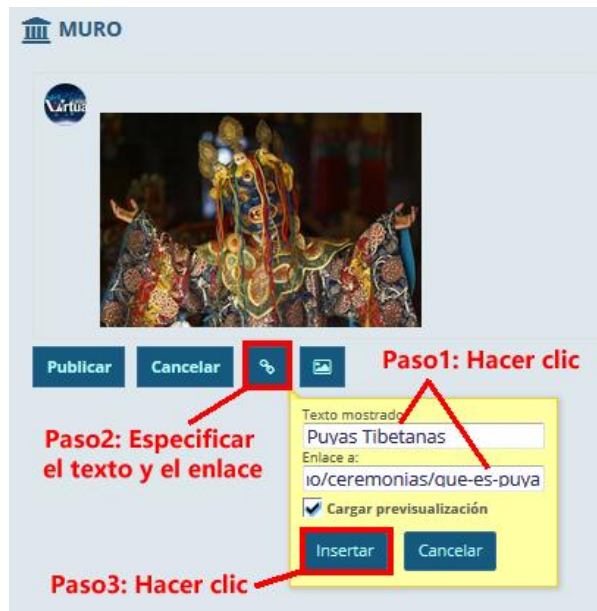 MURO
Virtua
Publicar
Cancelar
Paso1: Hacer clic
Paso2: Especificar
el texto y el enlace
Texto mostrado
Puyas Tibetanas
Enlace a:
io/ceremonias/que-es-puya
Cargar previsualización
Insertar
Cancelar
Paso3: Hacer clic